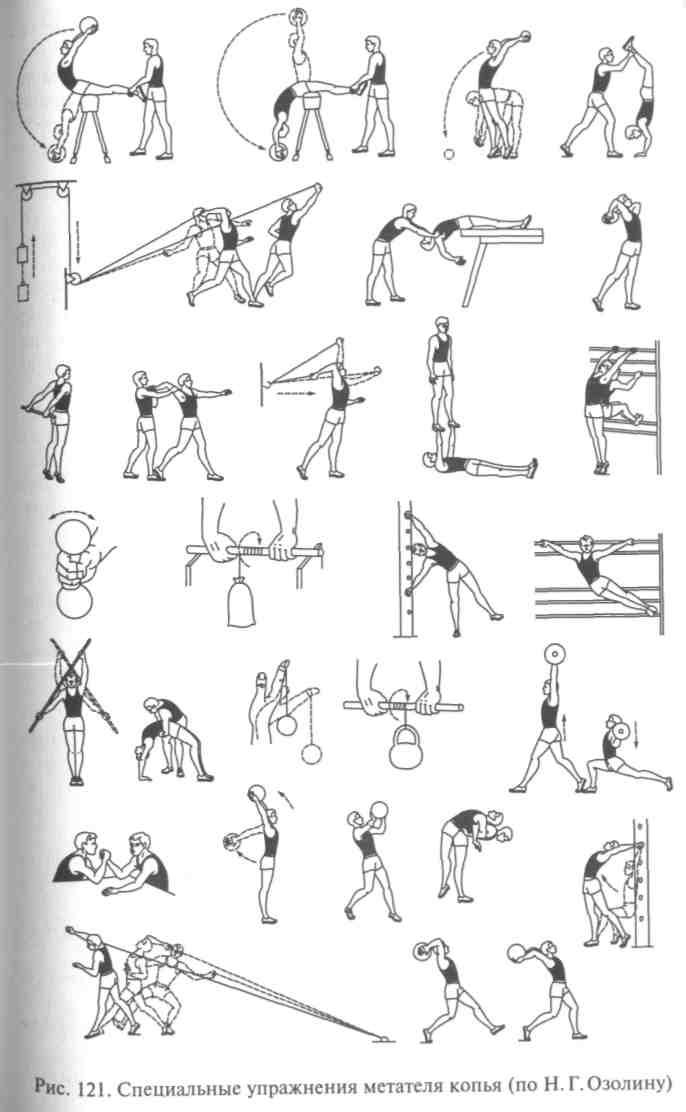 Рис. 121. Специальные упражнения метателя копья (по Н. Г. Озолину)